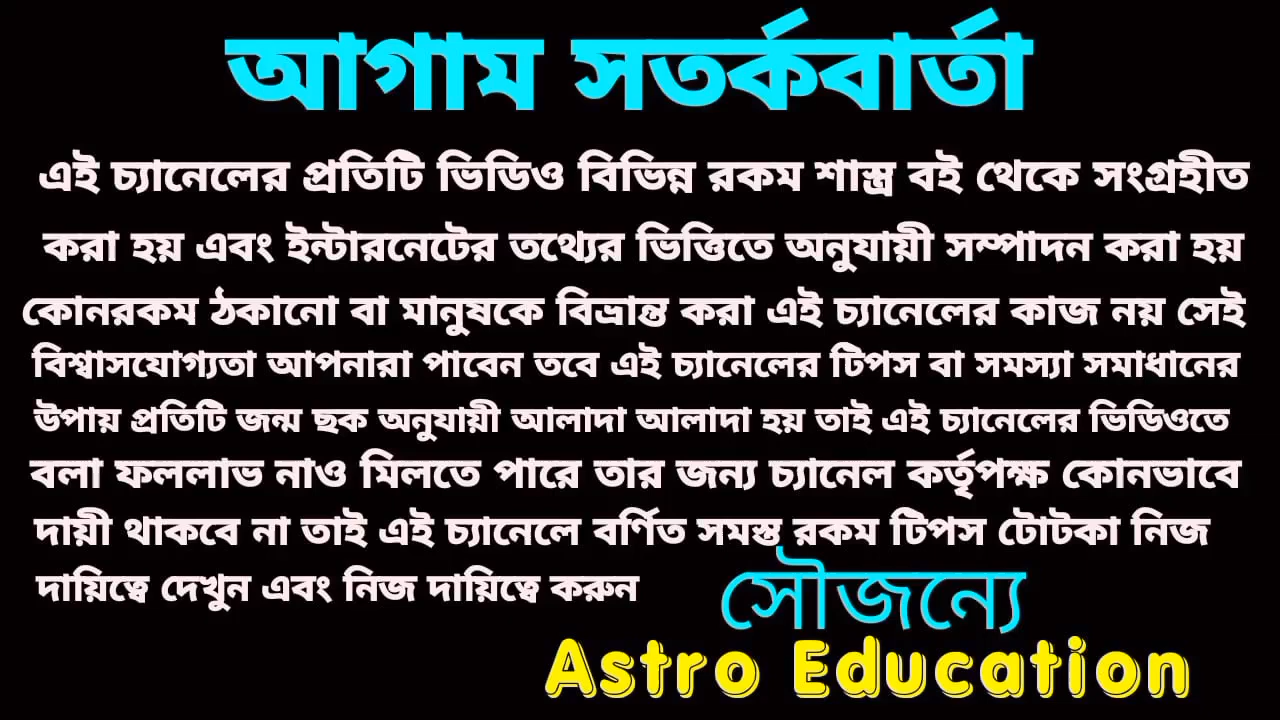 আগাম সতর্কবার্তা
এই চ্যানেলের প্রতিটি ভিডিও বিভিন্ন রকম শাস্ত্র বই থেকে সংগ্রহীত
করা হয় এবং ইন্টারনেটের তথ্যের ভিত্তিতে অনুযায়ী সম্পাদন করা হয়
কোনরকম ঠকানো বা মানুষকে বিভ্রান্ত করা এই চ্যানেলের কাজ নয় সেই
বিশ্বাসযোগ্যতা আপনারা পাবেন তবে এই চ্যানেলের টিপস বা সমস্যা সমাধানের
উপায় প্রতিটি জন্ম ছক অনুযায়ী আলাদা আলাদা হয় তাই এই চ্যানেলের ভিডিওতে
বলা ফললাভ নাও মিলতে পারে তার জন্য চ্যানেল কর্তৃপক্ষ কোনভাবে
দায়ী থাকবে না তাই এই চ্যানেলে বর্ণিত সমস্ত রকম টিপস টোটকা নিজ
দায়িত্বে দেখুন এবং নিজ দায়িত্বে করুন
সৌজন্যে
Astro Education